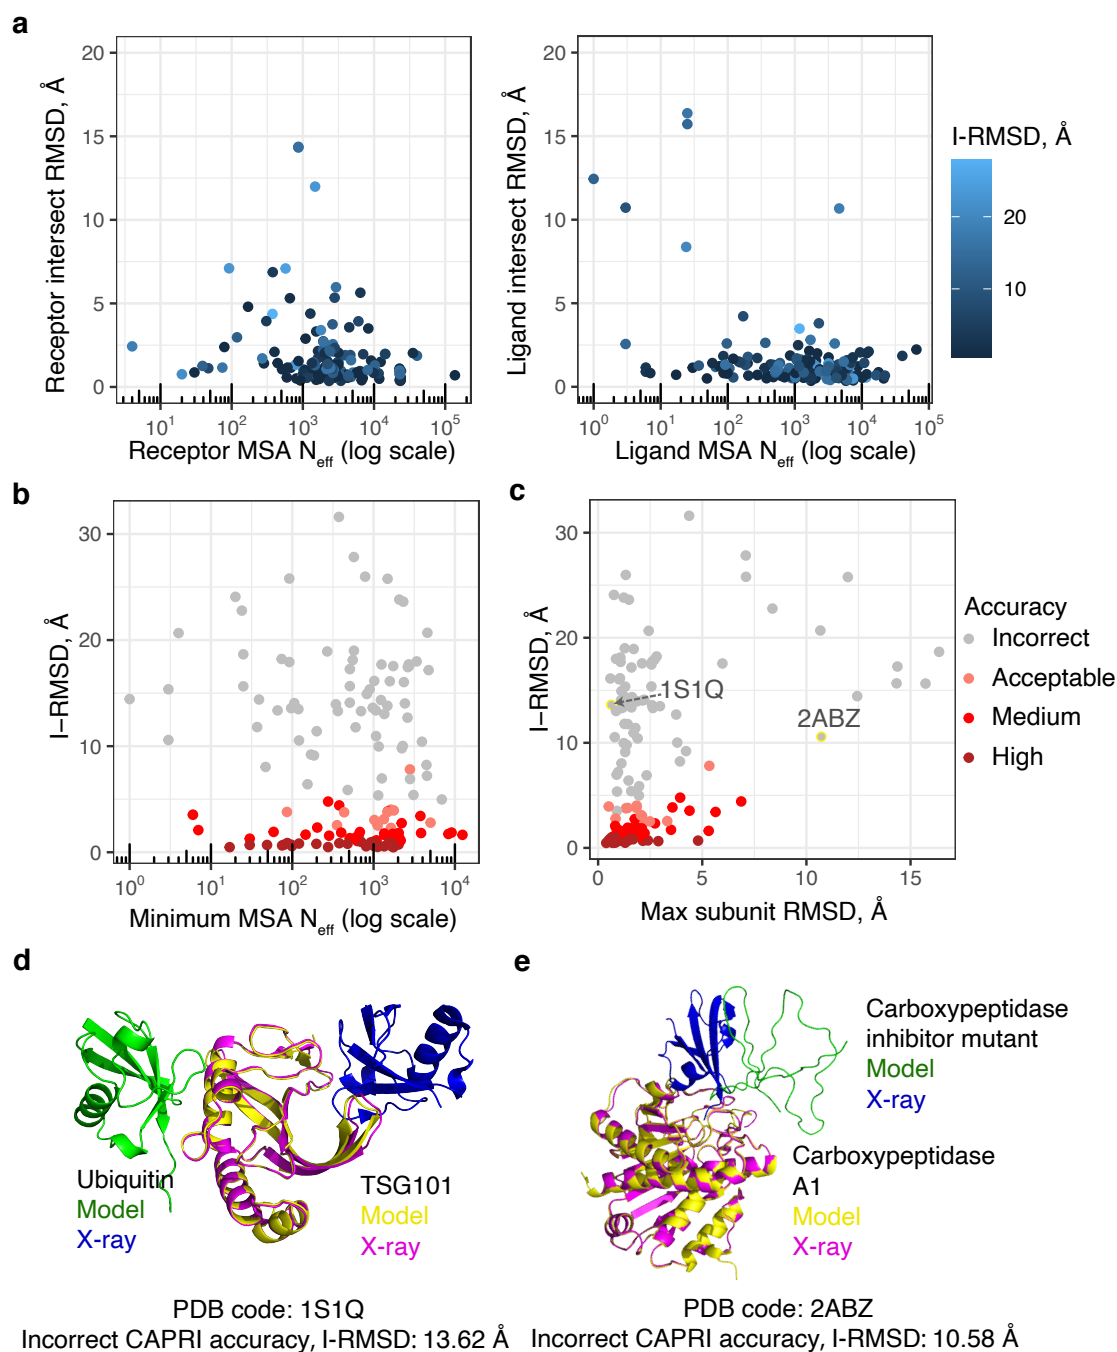 a
Receptor intersect RMSD, Å
20
15
10
5
0
10^1
10^2
10^3
10^4
10^5
Receptor MSA N_eff (log scale)
Ligand intersect RMSD, Å
20
15
10
5
0
10^0
10^1
10^2
10^3
10^4
10^5
Ligand MSA N_eff (log scale)
I-RMSD, Å
20
10
b
I−RMSD, Å
30
20
10
0
10^0
10^1
10^2
10^3
10^4
Minimum MSA N_eff (log scale)
c
I−RMSD, Å
30
20
10
0
1S1Q
2ABZ
0
5
10
15
Max subunit RMSD, Å
Accuracy
Incorrect
Acceptable
Medium
High
d
Ubiquitin
Model
X-ray
TSG101
Model
X-ray
PDB code: 1S1Q
Incorrect CAPRI accuracy, I-RMSD: 13.62 Å
e
Carboxypeptidase
inhibitor mutant
Model
X-ray
Carboxypeptidase
A1
Model
X-ray
PDB code: 2ABZ
Incorrect CAPRI accuracy, I-RMSD: 10.58 Å